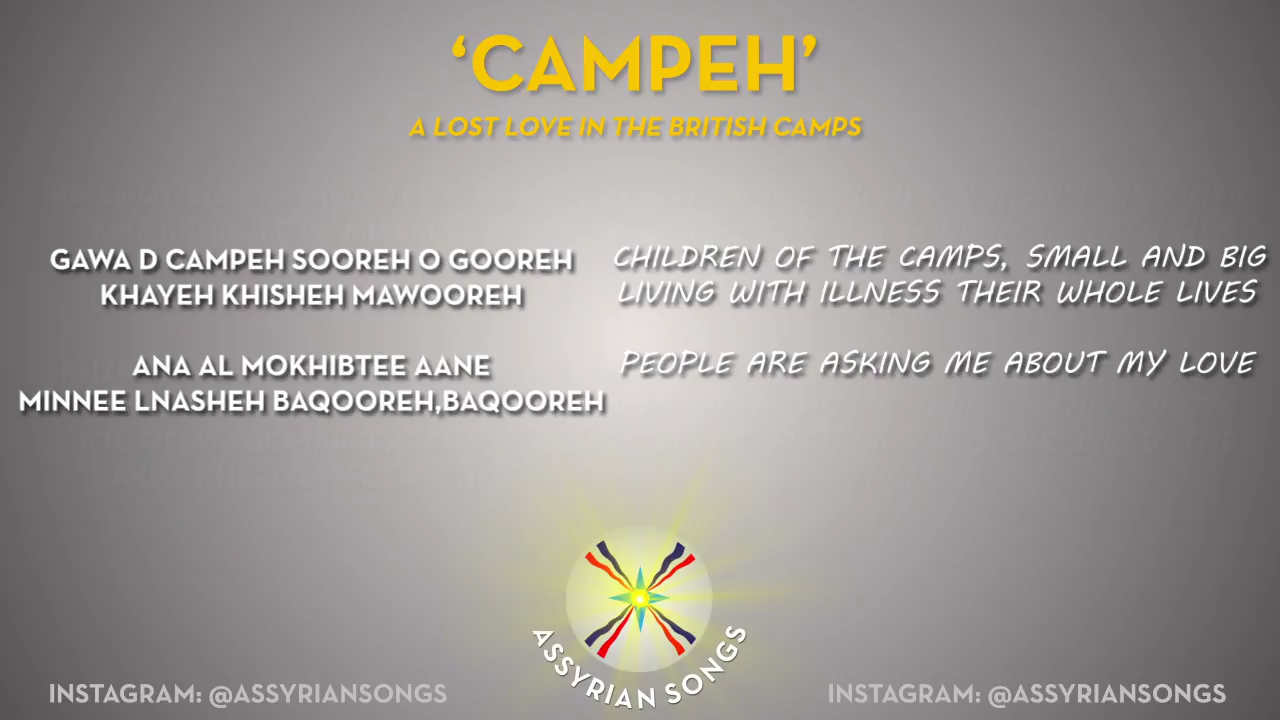 ‘CAMPEH’
A LOST LOVE IN THE BRITISH CAMPS
GAWA D CAMPEH SOOREH O GOOREH
KHAYEH KHISHEH MAWOOREH
ANA AL MOKHIBTEE AANE
MINNEE LNASHEH BAQOOREH,BAQOOREH
CHILDREN OF THE CAMPS, SMALL AND BIG
LIVING WITH ILLNESS THEIR WHOLE LIVES
PEOPLE ARE ASKING ME ABOUT MY LOVE
ASSYRIAN SONGS
INSTAGRAM: @ASSYRIANSONGS
INSTAGRAM: @ASSYRIANSONGS